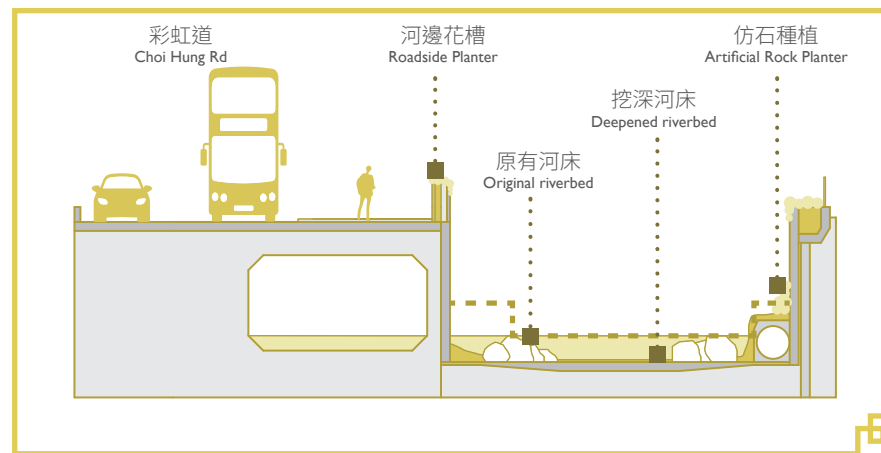 彩虹道
Choi Hung Rd
河邊花槽
Roadside Planter
仿石種植
Artificial Rock Planter
挖深河床
Deepened riverbed
原有河床
Original riverbed